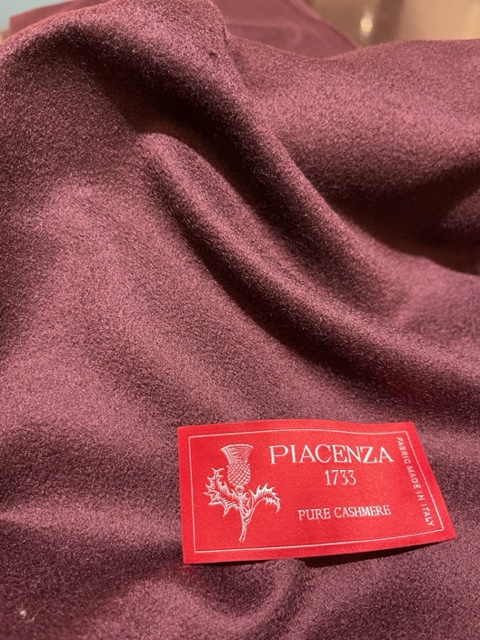 PIACENZA
1733
PURE CASHMERE
FABRIC MADE IN ITALY